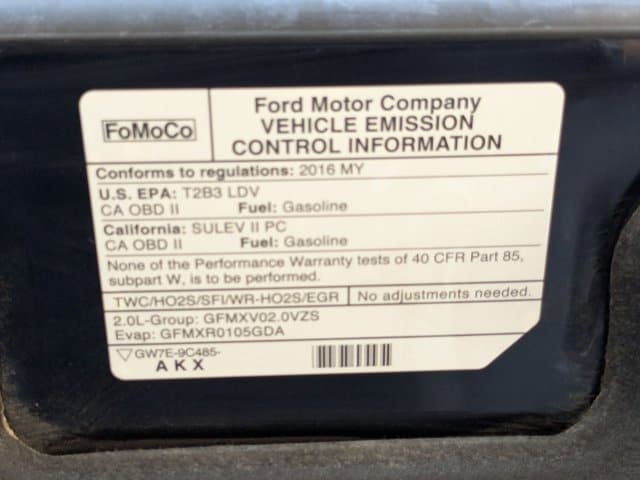 FoMoCo
Ford Motor Company
VEHICLE EMISSION
CONTROL INFORMATION
Conforms to regulations: 2016 MY
U.S. EPA: T2B3 LDV
CA OBD II Fuel: Gasoline
California: SULEV II PC
CA OBD II Fuel: Gasoline
None of the Performance Warranty tests of 40 CFR Part 85,
subpart W, is to be performed.
TWC/HO2S/SFI/WR-HO2S/EGR No adjustments needed.
2.0L-Group: GFMXV02.0VZS
Evap: GFMXR0105GDA
GW7E-9C485-
A K X